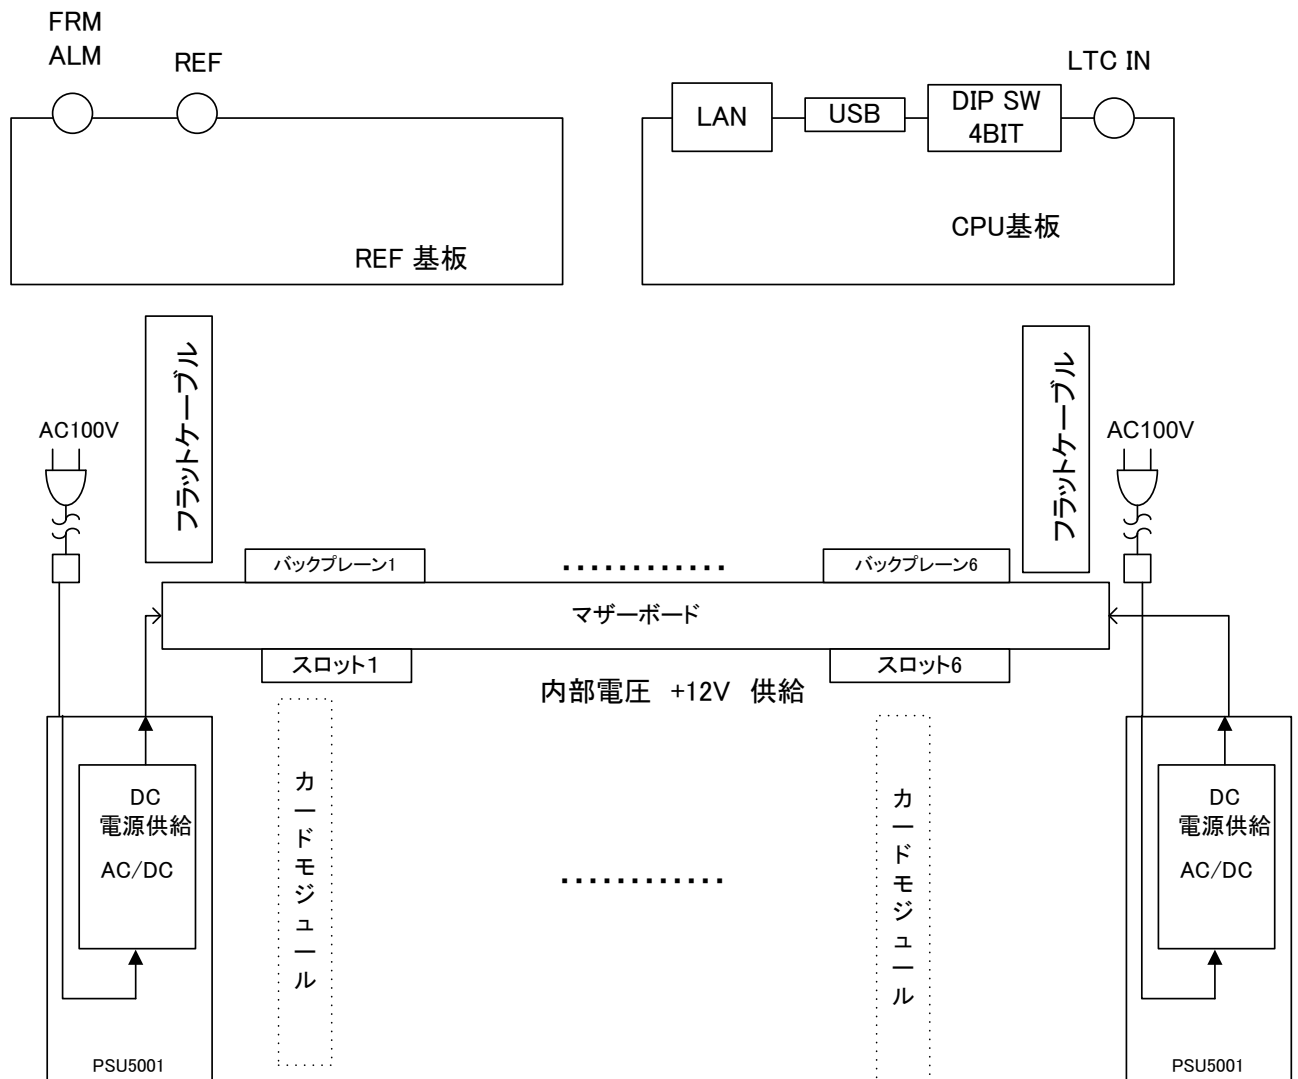 FRM
ALM
REF
LTC IN
LAN
USB
DIP SW
4BIT
CPU基板
REF 基板
フラットケーブル
フラットケーブル
AC100V
AC100V
バックプレーン1
............
バックプレーン6
マザーボード
スロット1
スロット6
内部電圧 +12V 供給
DC
電源供給
AC/DC
カードモジュール
............
カードモジュール
DC
電源供給
AC/DC
PSU5001
PSU5001